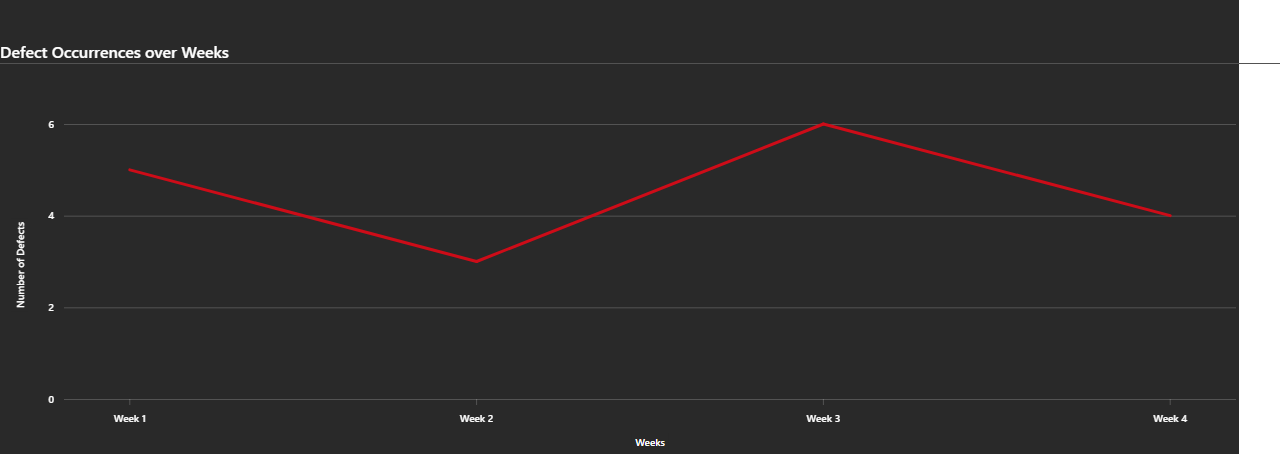 Defect Occurrences over Weeks
6
4
2
0
Number of Defects
Week 1
Week 2
Week 3
Week 4
Weeks